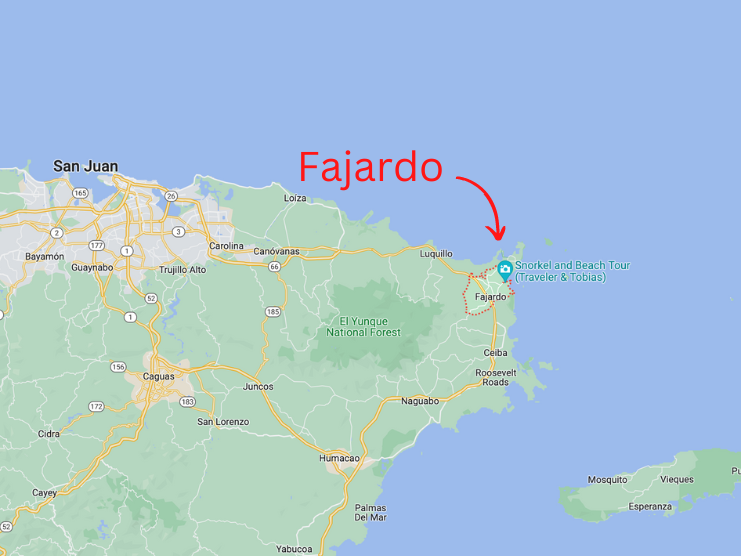 San Juan
Fajardo
165
26
Loíza
2
177
1
3
Carolina
Canóvanas
Luquillo
Bayamón
Guaynabo
Trujillo Alto
66
Snorkel and Beach Tour
(Traveler & Tobias)
52
Fajardo
1
185
El Yunque
National Forest
Ceiba
156
Caguas
Juncos
Roosevelt
Roads
172
183
Naguabo
San Lorenzo
Cidra
Humacao
Mosquito
Vieques
Cayey
Esperanza
Palmas
Del Mar
52
Yabucoa